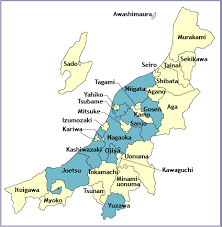 Awashimaura
Murakami
Sekikawa
Sado
Seiro
Tainai
Shibata
Tagami
Niigata
Agano
Yahiko
Tsubame
Gosen
Aga
Mitsuke
Kamo
Izumozaki
Sanjo
Kariwa
Nagaoka
Kashiwazaki
Ojiya
Uonuma
Joetsu
Tokamachi
Kawaguchi
Itoigawa
Tsunan
Minami-
uonuma
Myoko
Yuzawa